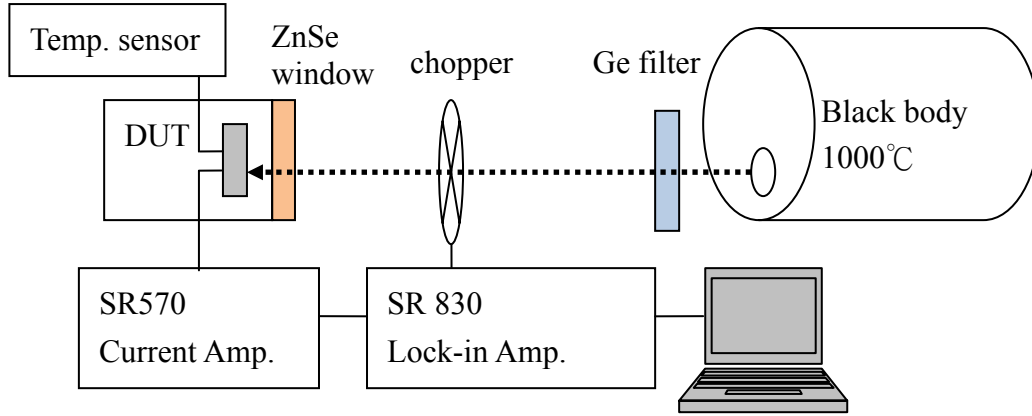 Temp. sensor
ZnSe
window
chopper
Ge filter
DUT
Black body
1000℃
SR570
Current Amp.
SR 830
Lock-in Amp.